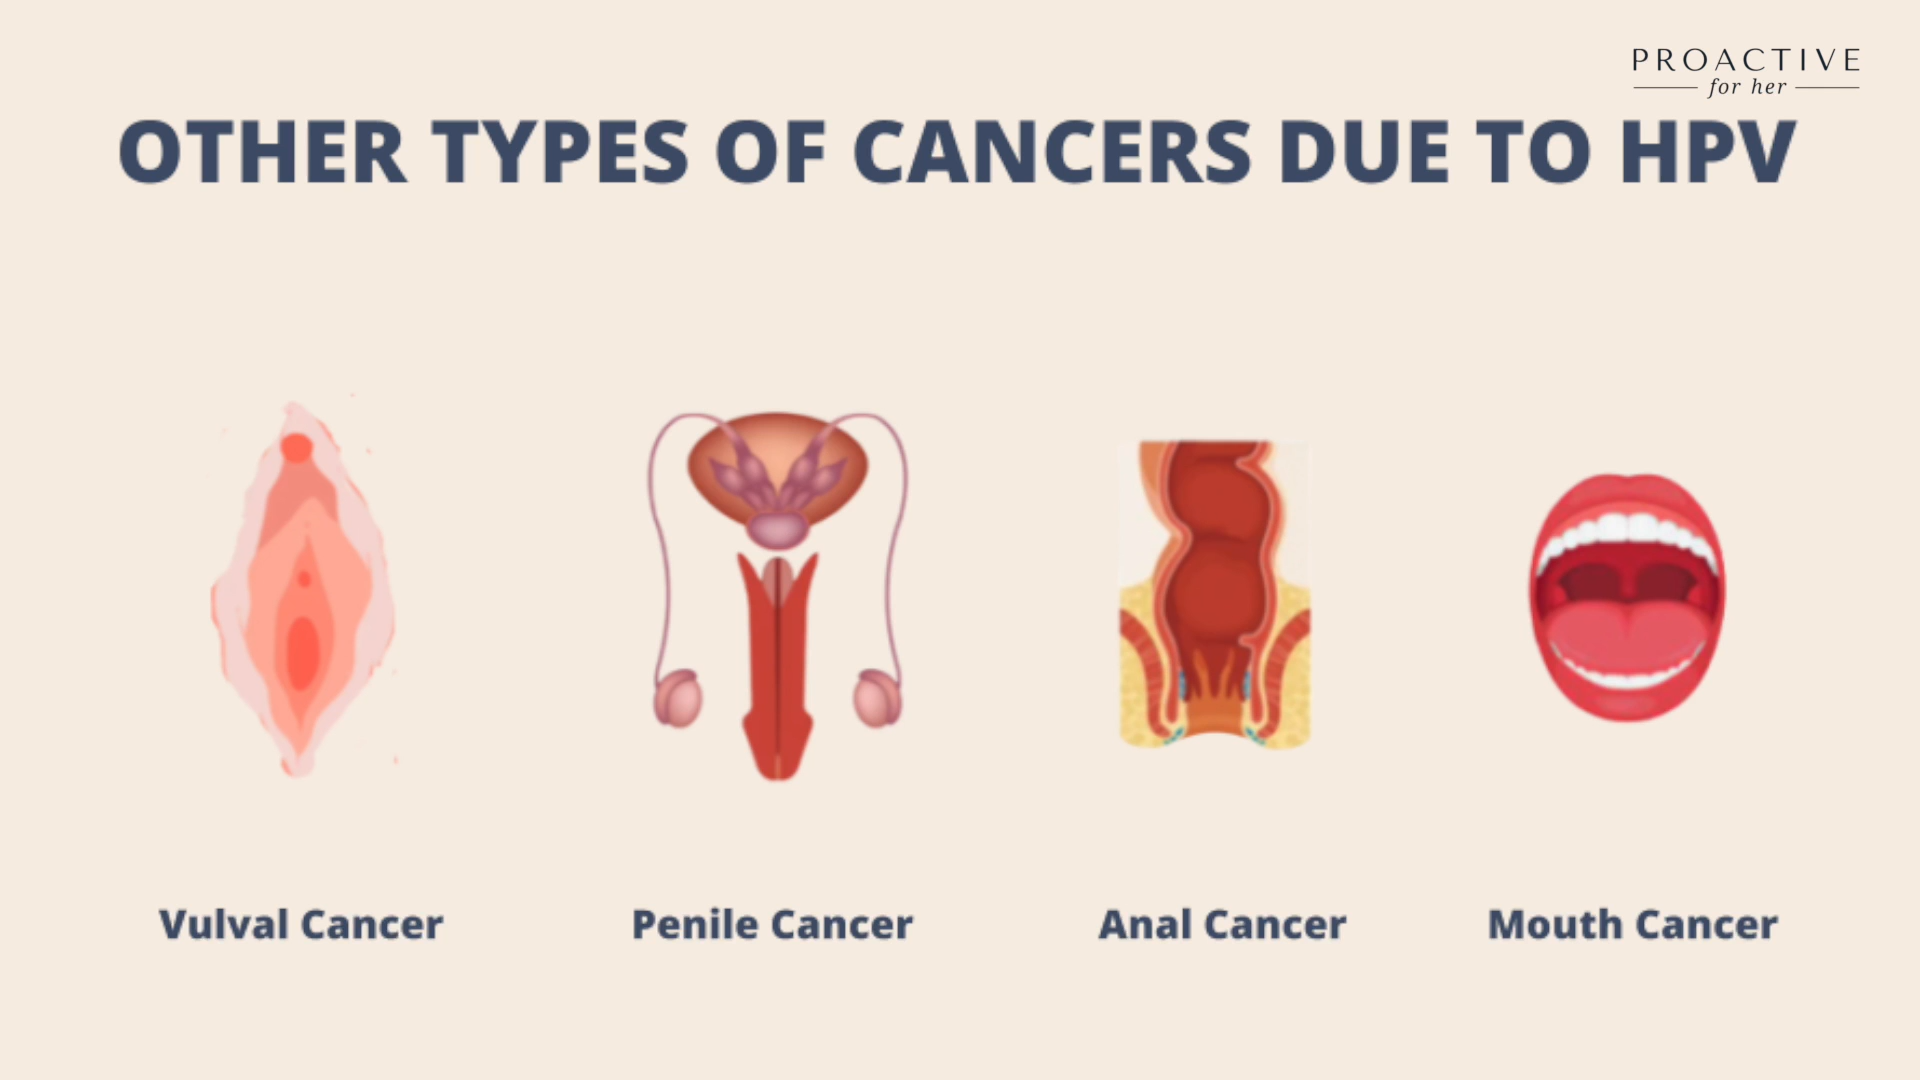 PROACTIVE
for her
OTHER TYPES OF CANCERS DUE TO HPV
Vulval Cancer
Penile Cancer
Anal Cancer
Mouth Cancer